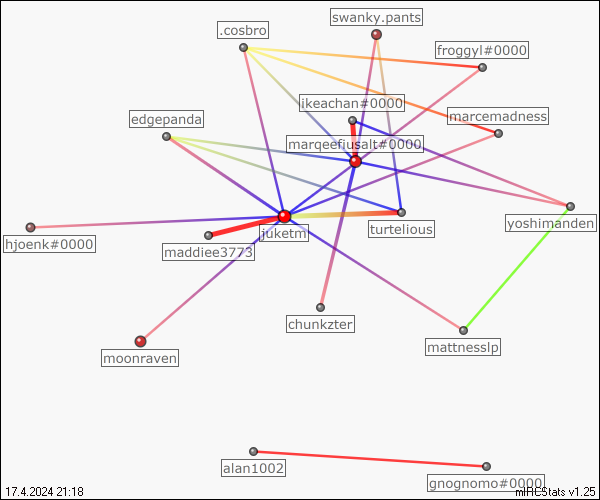 swanky.pants
.cosbro
froggyl#0000
ikeachan#0000
marcemadness
edgepanda
marqeefiusalt#0000
yoshimanden
turtelious
juketm
hjoenk#0000
maddiee3773
chunkzter
mattnesslp
moonraven
alan1002
gnognomo#0000
17.4.2024 21:18
mIRCStats v1.25